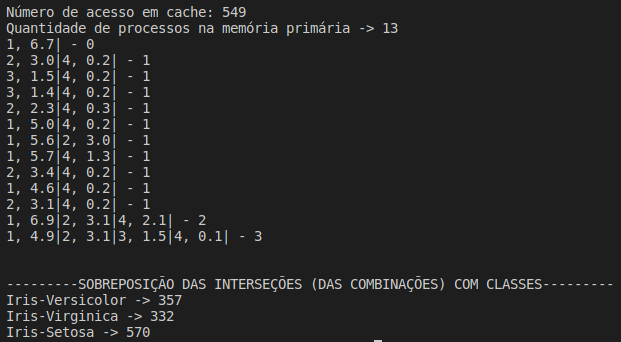 Número de acesso em cache: 549
Quantidade de processos na memória primária -> 13
1, 6.7| - 0
2, 3.0|4, 0.2| - 1
3, 1.5|4, 0.2| - 1
3, 1.4|4, 0.2| - 1
2, 2.3|4, 0.3| - 1
1, 5.0|4, 0.2| - 1
1, 5.6|2, 3.0| - 1
1, 5.7|4, 1.3| - 1
2, 3.4|4, 0.2| - 1
1, 4.6|4, 0.2| - 1
2, 3.1|4, 0.2| - 1
1, 6.9|2, 3.1|4, 2.1| - 2
1, 4.9|2, 3.1|3, 1.5|4, 0.1| - 3
---------SOBREPOSIÇÃO DAS INTERSEÇÕES (DAS COMBINAÇÕES) COM CLASSES---------
Iris-Versicolor -> 357
Iris-Virginica -> 332
Iris-Setosa -> 570